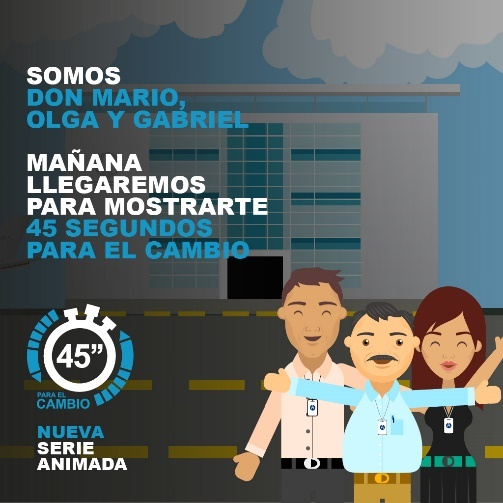 SOMOS
DON MARIO,
OLGA Y GABRIEL
MAÑANA
LLEGAREMOS
PARA MOSTRARTE
45 SEGUNDOS
PARA EL CAMBIO
45”
PARA EL
CAMBIO
NUEVA
SERIE
ANIMADA